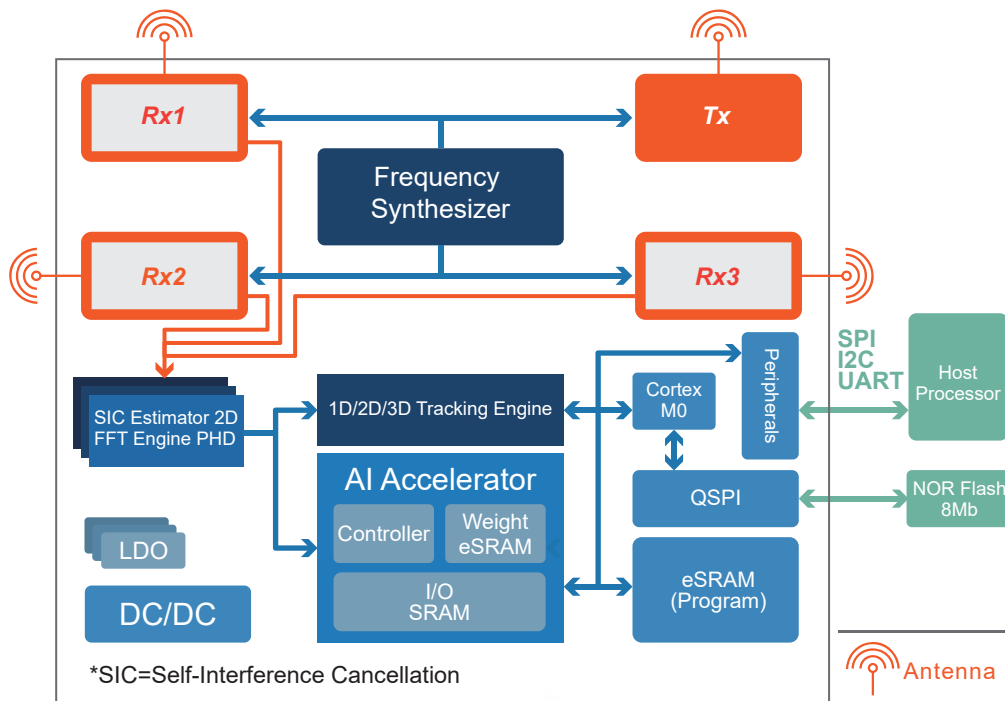 Rx1
Tx
Frequency
Synthesizer
Rx2
Rx3
SPI
I2C
UART
Host
Processor
Peripherals
SIC Estimator 2D
FFT Engine PHD
1D/2D/3D Tracking Engine
Cortex
M0
AI Accelerator
Controller
Weight
eSRAM
I/O
SRAM
QSPI
NOR Flash
8Mb
LDO
DC/DC
eSRAM
(Program)
*SIC=Self-Interference Cancellation
Antenna